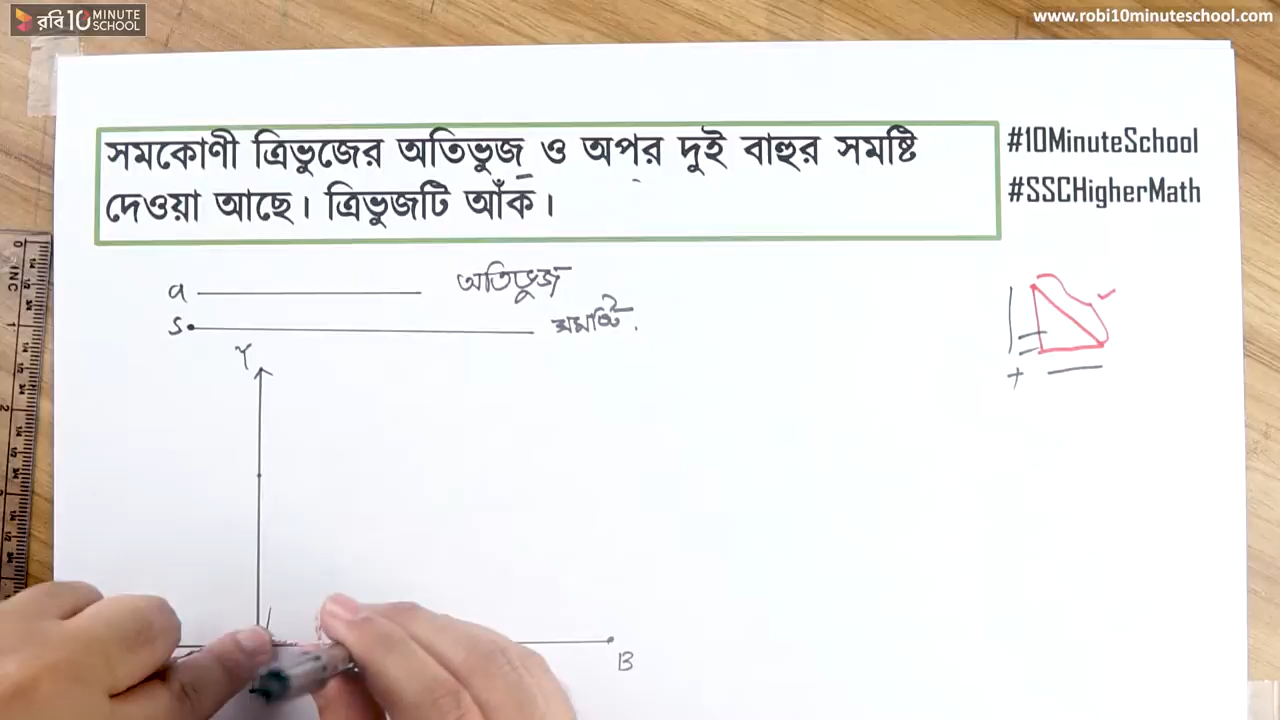 রবি 10 MINUTE SCHOOL
www.robi10minuteschool.com
সমকোণী ত্রিভুজের অতিভুজ ও অপর দুই বাহুর সমষ্টি
দেওয়া আছে। ত্রিভুজটি আঁক।
#10MinuteSchool
#SSCHigherMath
a অতিভুজ
s সমষ্টি.
Y
B
+